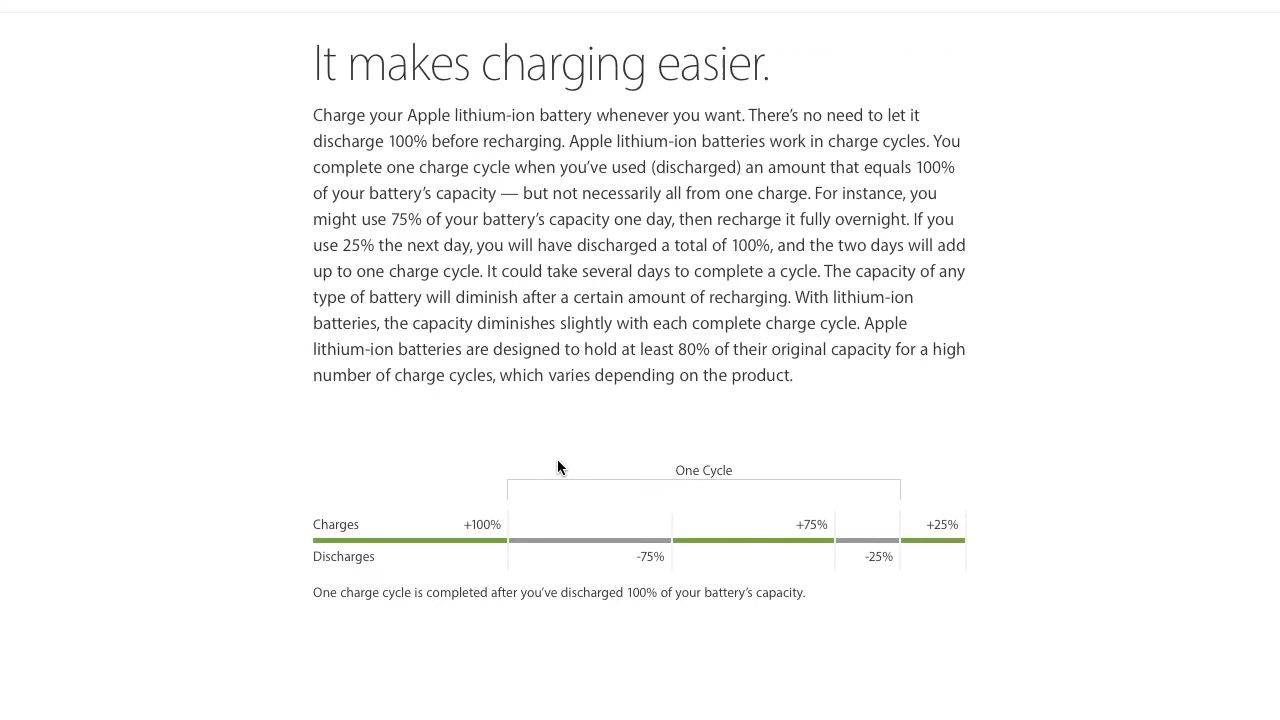 It makes charging easier.
Charge your Apple lithium-ion battery whenever you want. There’s no need to let it
discharge 100% before recharging. Apple lithium-ion batteries work in charge cycles. You
complete one charge cycle when you’ve used (discharged) an amount that equals 100%
of your battery’s capacity — but not necessarily all from one charge. For instance, you
might use 75% of your battery’s capacity one day, then recharge it fully overnight. If you
use 25% the next day, you will have discharged a total of 100%, and the two days will add
up to one charge cycle. It could take several days to complete a cycle. The capacity of any
type of battery will diminish after a certain amount of recharging. With lithium-ion
batteries, the capacity diminishes slightly with each complete charge cycle. Apple
lithium-ion batteries are designed to hold at least 80% of their original capacity for a high
number of charge cycles, which varies depending on the product.
One Cycle
Charges +100% +75% +25%
Discharges -75% -25%
One charge cycle is completed after you’ve discharged 100% of your battery’s capacity.